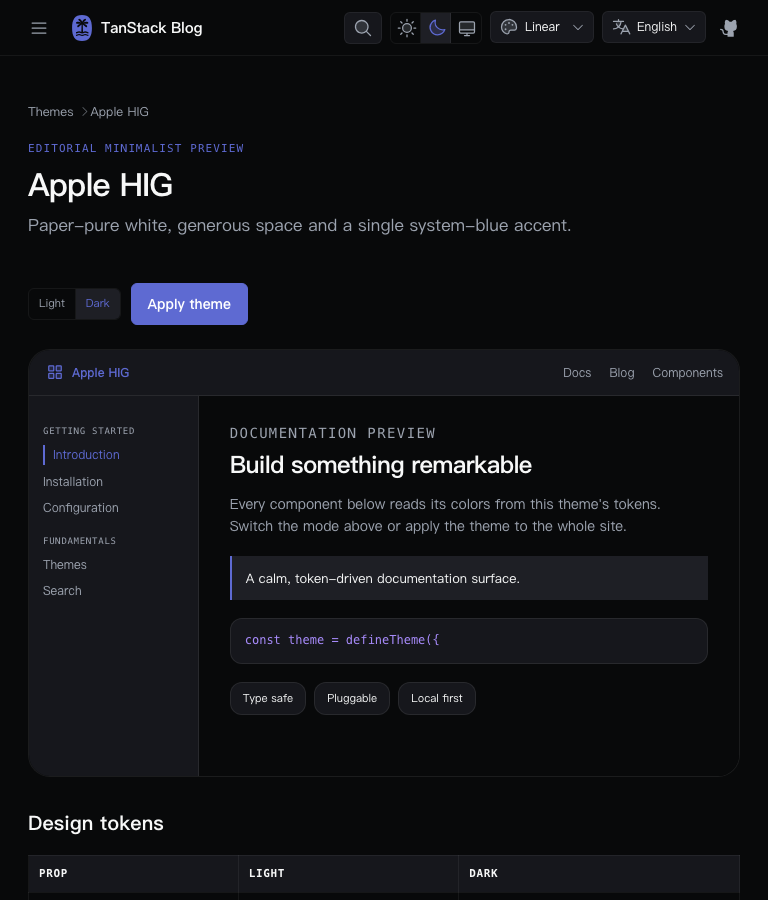 TanStack Blog
Linear
English
Themes
Apple HIG
EDITORIAL MINIMALIST PREVIEW
Apple HIG
Paper-pure white, generous space and a single system-blue accent.
Light
Dark
Apply theme
Apple HIG
Docs
Blog
Components
GETTING STARTED
Introduction
Installation
Configuration
FUNDAMENTALS
Themes
Search
DOCUMENTATION PREVIEW
Build something remarkable
Every component below reads its colors from this theme's tokens.
Switch the mode above or apply the theme to the whole site.
A calm, token-driven documentation surface.
const theme = defineTheme({
Type safe
Pluggable
Local first
Design tokens
PROP
LIGHT
DARK